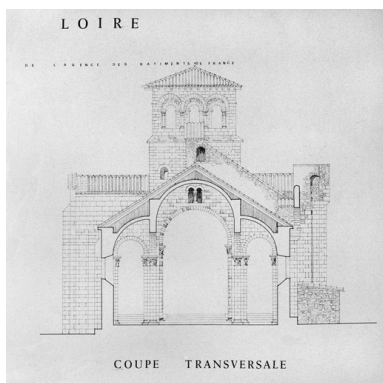 LOIRE
DE L'AGENCE DES BATIMENTS DE FRANCE
COUPE TRANSVERSALE